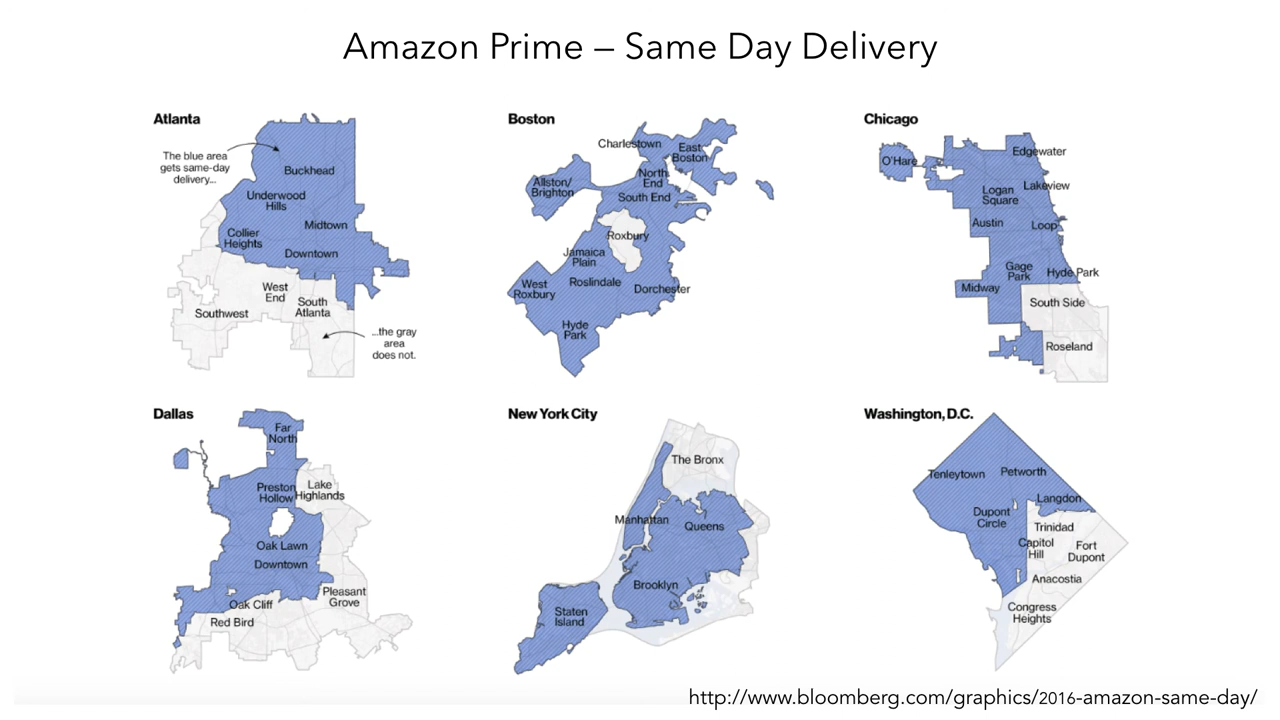 Amazon Prime – Same Day Delivery
Atlanta
The blue area
gets same-day
delivery...
Buckhead
Underwood
Hills
Midtown
Collier
Heights
Downtown
West
End
South
Atlanta
Southwest
...the gray
area
does not.
Boston
Charlestown
East
Boston
North
End
Allston/
Brighton
South End
Roxbury
Jamaica
Plain
Roslindale
West
Roxbury
Dorchester
Hyde
Park
Chicago
O'Hare
Edgewater
Lakeview
Logan
Square
Austin
Loop
Gage
Park
Hyde Park
Midway
South Side
Roseland
Dallas
Far
North
Preston
Hollow
Lake
Highlands
Oak Lawn
Downtown
Pleasant
Grove
Oak Cliff
Red Bird
New York City
The Bronx
Manhattan
Queens
Brooklyn
Staten
Island
Washington, D.C.
Tenleytown
Petworth
Langdon
Dupont
Circle
Trinidad
Capitol
Hill
Fort
Dupont
Anacostia
Congress
Heights
http://www.bloomberg.com/graphics/2016-amazon-same-day/